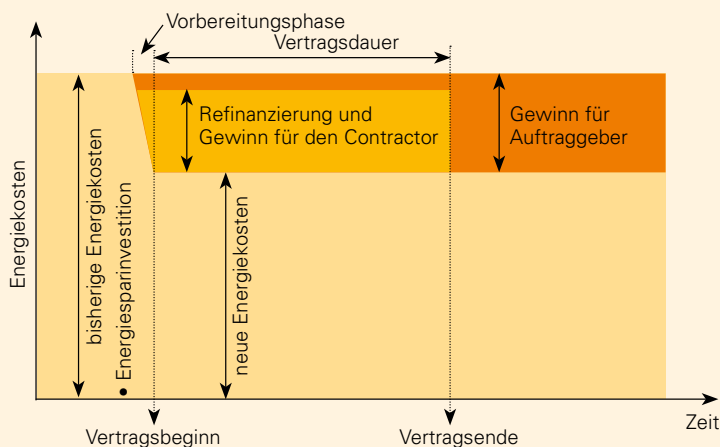 Vorbereitungsphase
Vertragsdauer
Refinanzierung und
Gewinn für den Contractor
Gewinn für
Auftraggeber
Energiekosten
bisherige Energiekosten
• Energiesparinvestition
neue Energiekosten
Zeit
Vertragsbeginn
Vertragsende